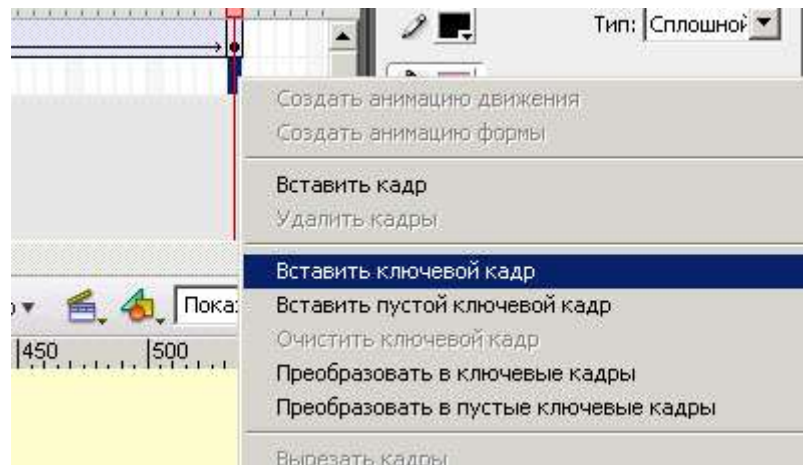 Тип: Сплошной
Создать анимацию движения
Создать анимацию формы
Вставить кадр
Удалить кадры
Вставить ключевой кадр
Вставить пустой ключевой кадр
Пока
Очистить ключевой кадр
450 500
Преобразовать в ключевые кадры
Преобразовать в пустые ключевые кадры
Вырезать кадры